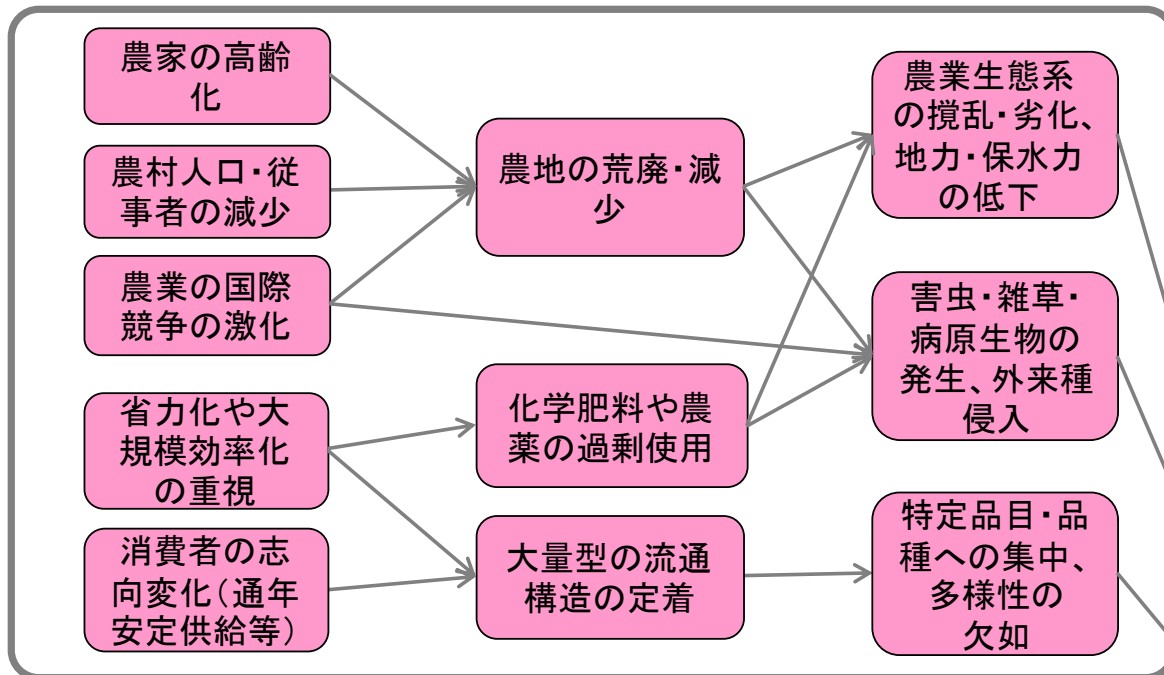 農家の高齢
化
農村人口・従
事者の減少
農業の国際
競争の激化
省力化や大
規模効率化
の重視
消費者の志
向変化(通年
安定供給等)
農地の荒廃・減
少
化学肥料や農
薬の過剰使用
大量型の流通
構造の定着
農業生態系
の撹乱・劣化、
地力・保水力
の低下
害虫・雑草・
病原生物の
発生、外来種
侵入
特定品目・品
種への集中、
多様性の
欠如